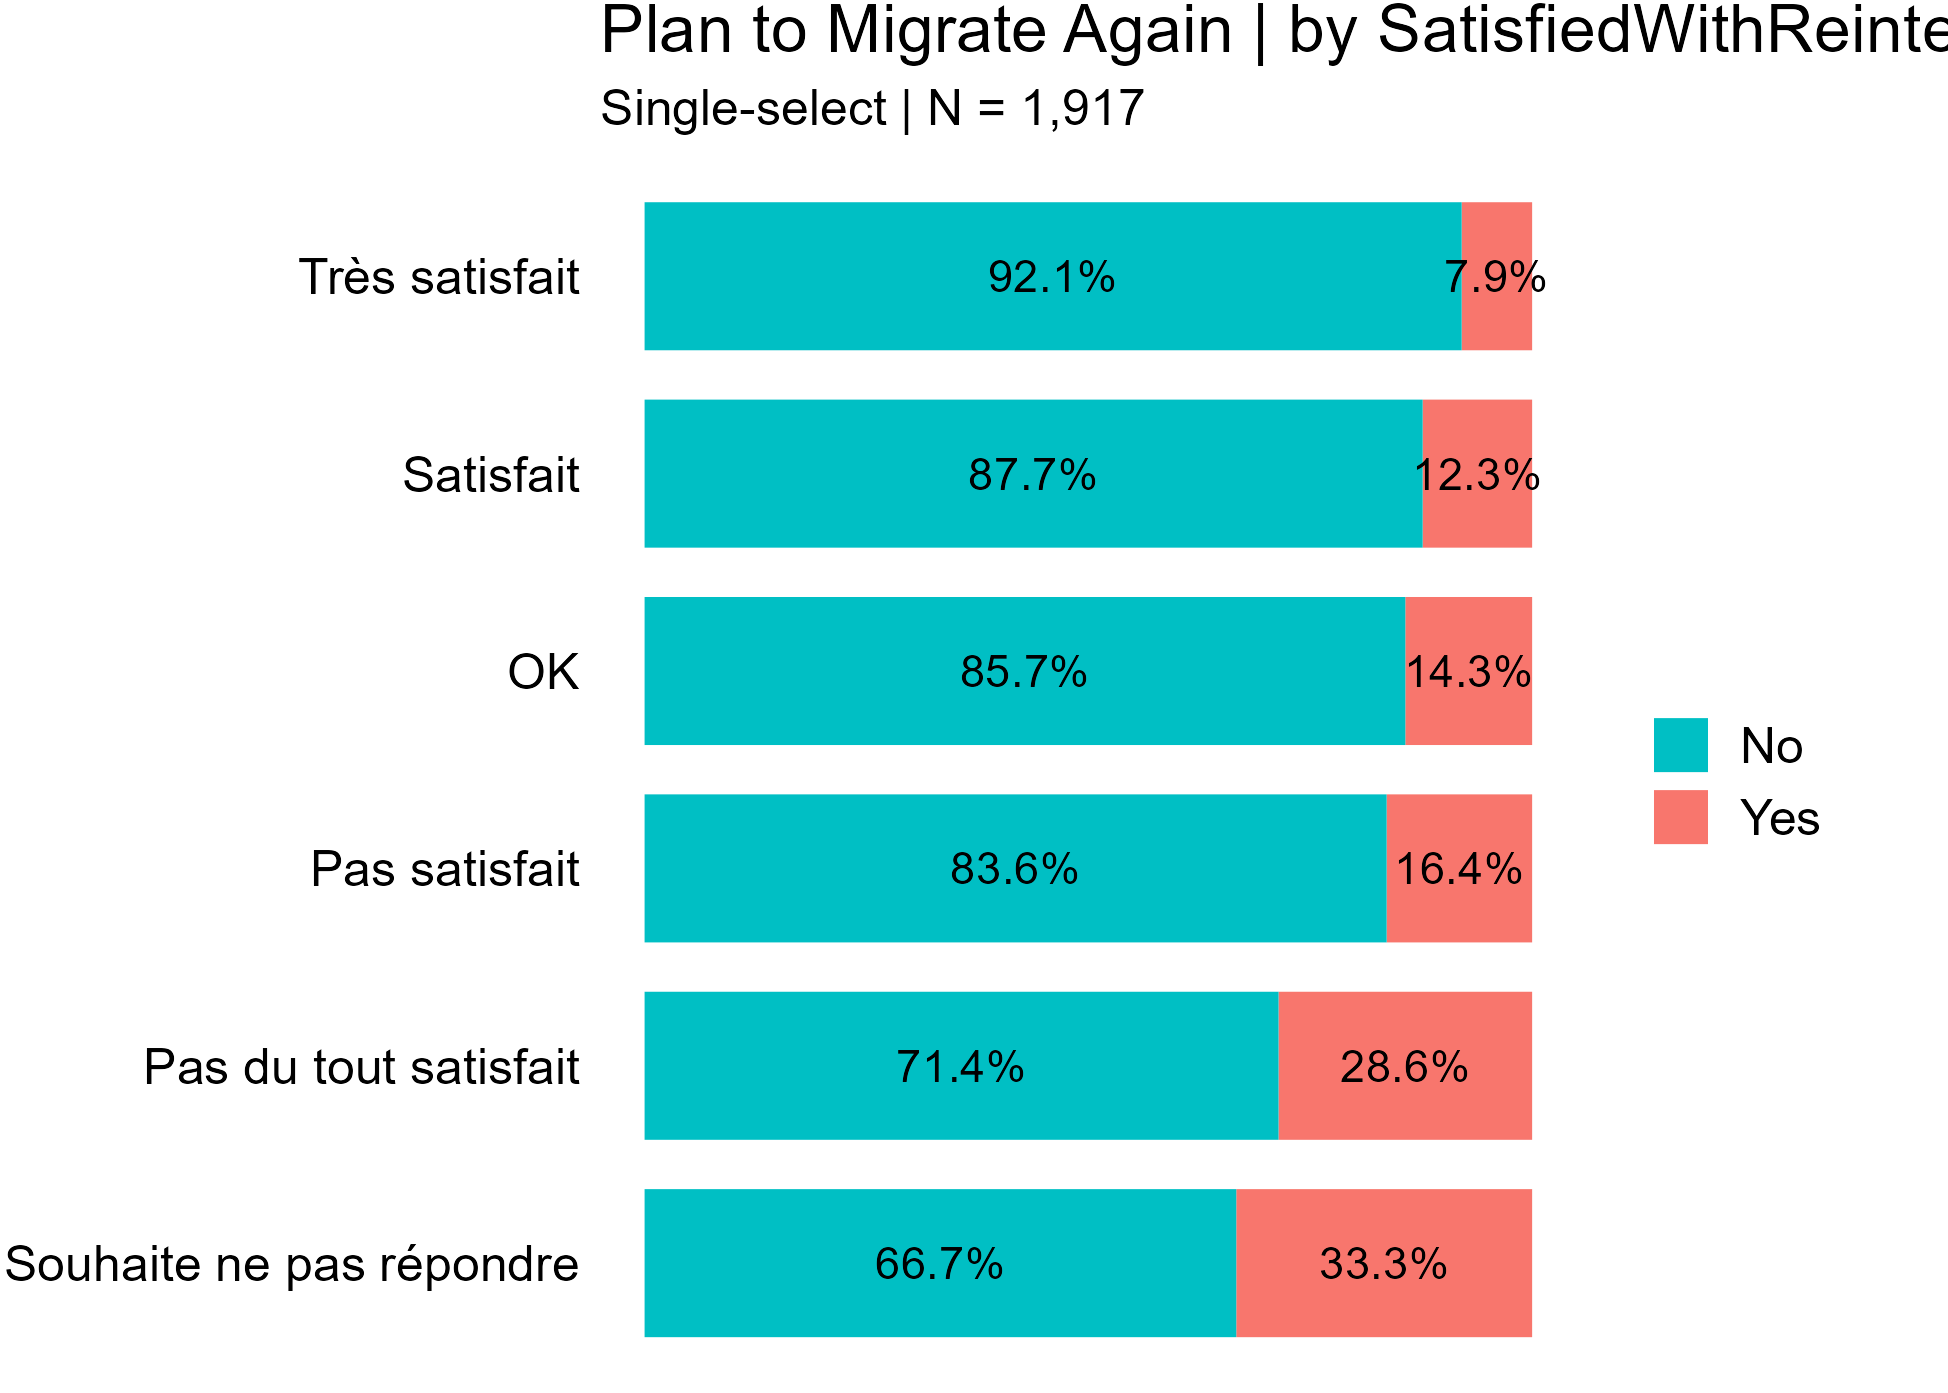 Plan to Migrate Again | by SatisfiedWithReinte
Single-select | N = 1,917
Très satisfait 92.1% 7.9%
Satisfait 87.7% 12.3%
OK 85.7% 14.3%
No
Yes
Pas satisfait 83.6% 16.4%
Pas du tout satisfait 71.4% 28.6%
Souhaite ne pas répondre 66.7% 33.3%